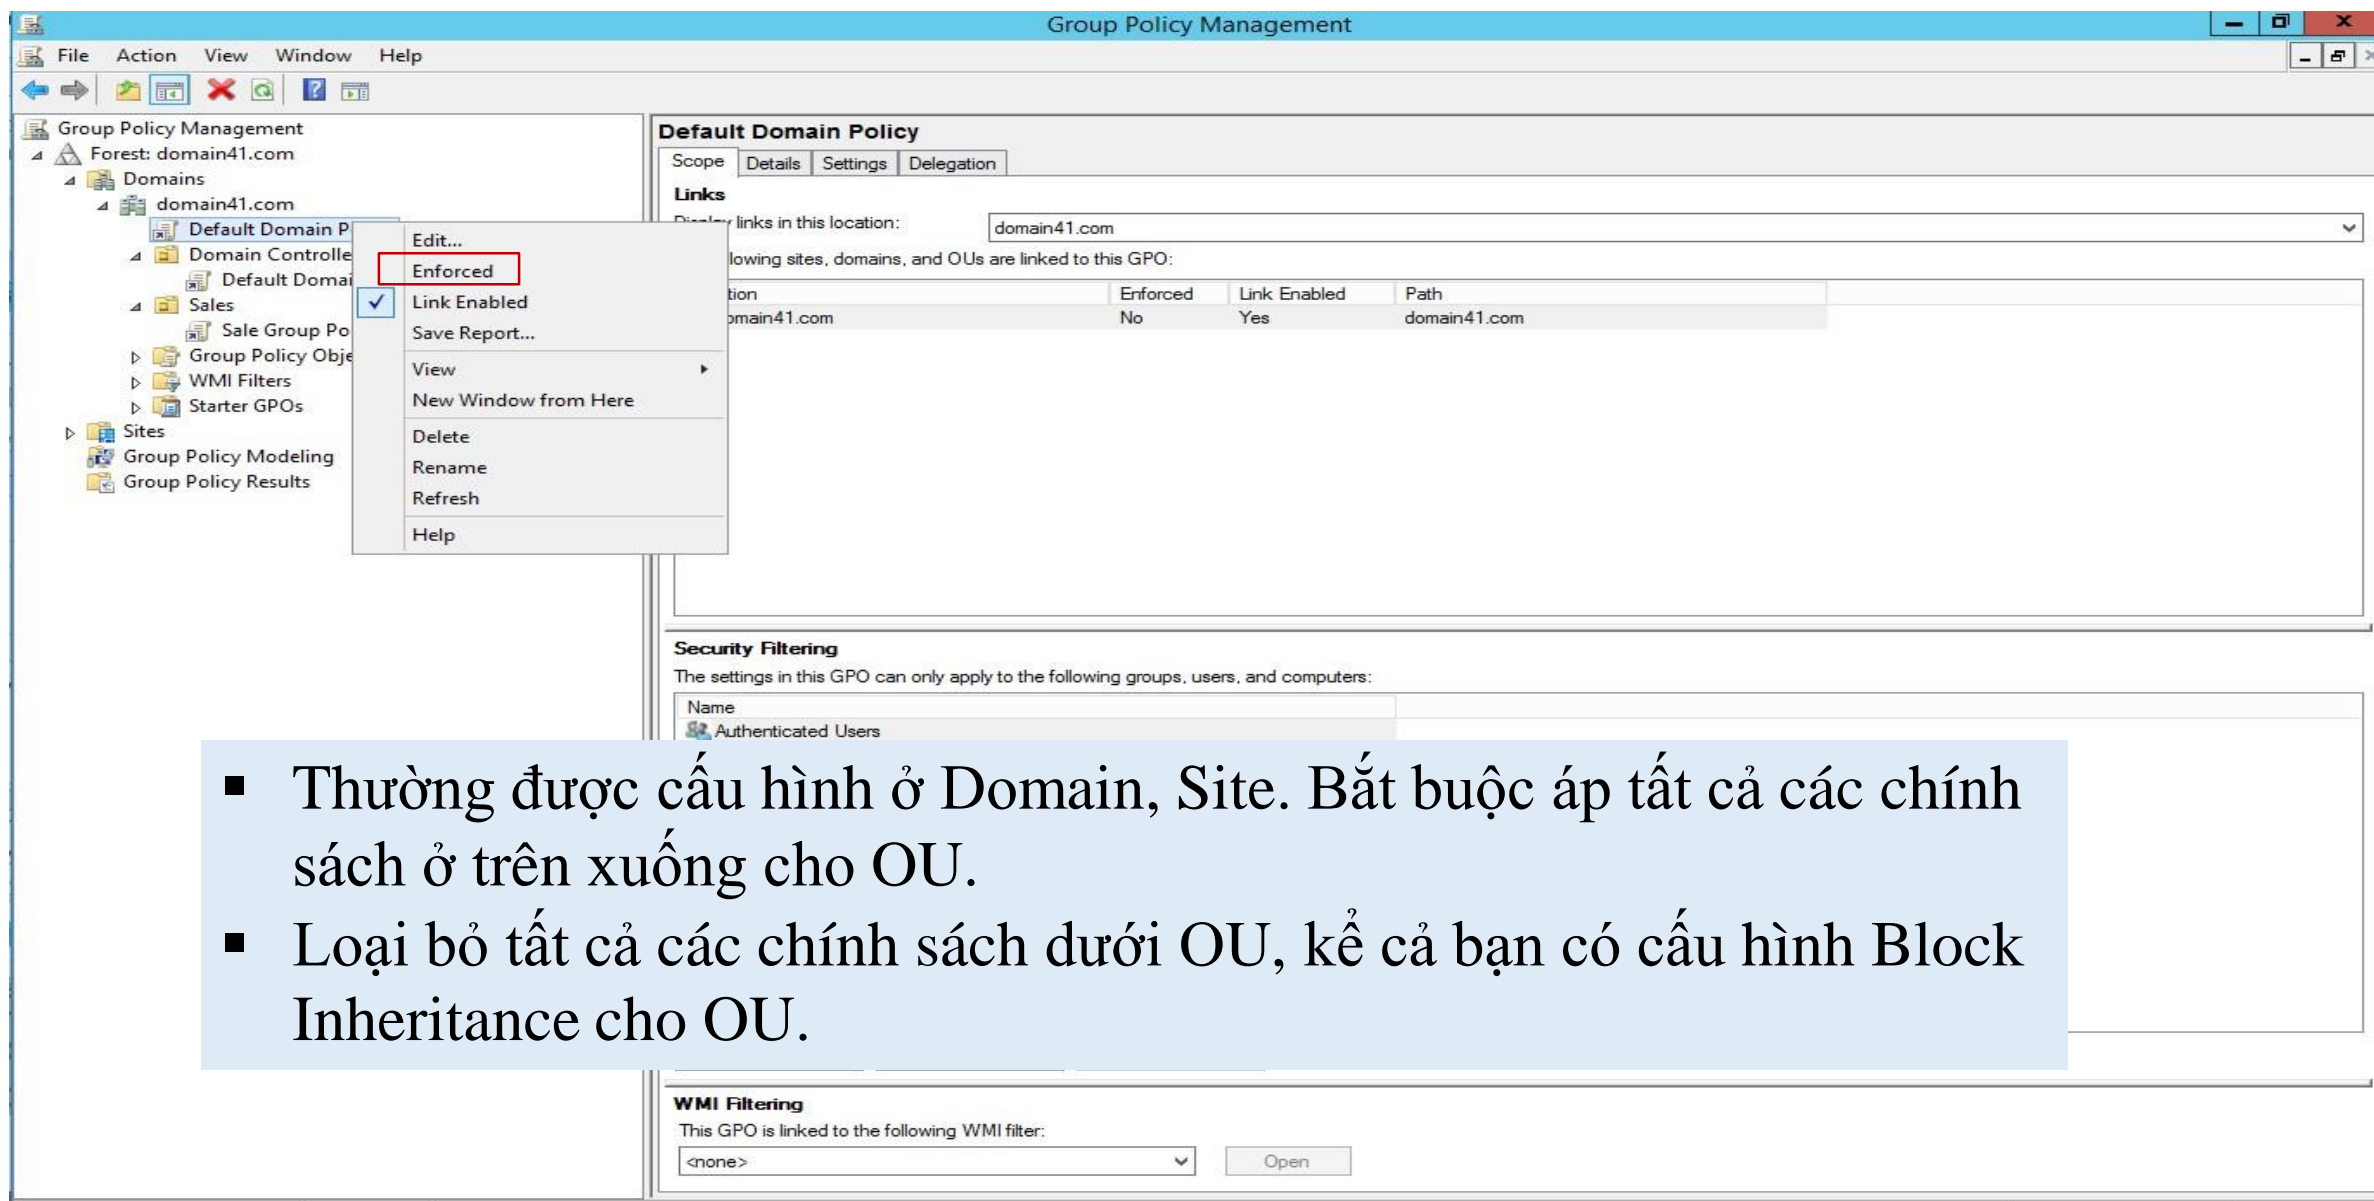 Group Policy Management
File Action View Window Help
Group Policy Management
Forest: domain41.com
Domains
domain41.com
Default Domain P
Domain Controlle
Default Domai
Sales
Sale Group Po
Group Policy Obje
WMI Filters
Starter GPOs
Sites
Group Policy Modeling
Group Policy Results
Edit...
Enforced
Link Enabled
Save Report...
View
New Window from Here
Delete
Rename
Refresh
Help
Default Domain Policy
Scope Details Settings Delegation
Links
links in this location: domain41.com
lowing sites, domains, and OUs are linked to this GPO:
tion Enforced Link Enabled Path
omain41.com No Yes domain41.com
Security Filtering
The settings in this GPO can only apply to the following groups, users, and computers:
Name
Authenticated Users
▪ Thường được cấu hình ở Domain, Site. Bắt buộc áp tất cả các chính
sách ở trên xuống cho OU.
▪ Loại bỏ tất cả các chính sách dưới OU, kể cả bạn có cấu hình Block
Inheritance cho OU.
WMI Filtering
This GPO is linked to the following WMI filter:
<none> Open